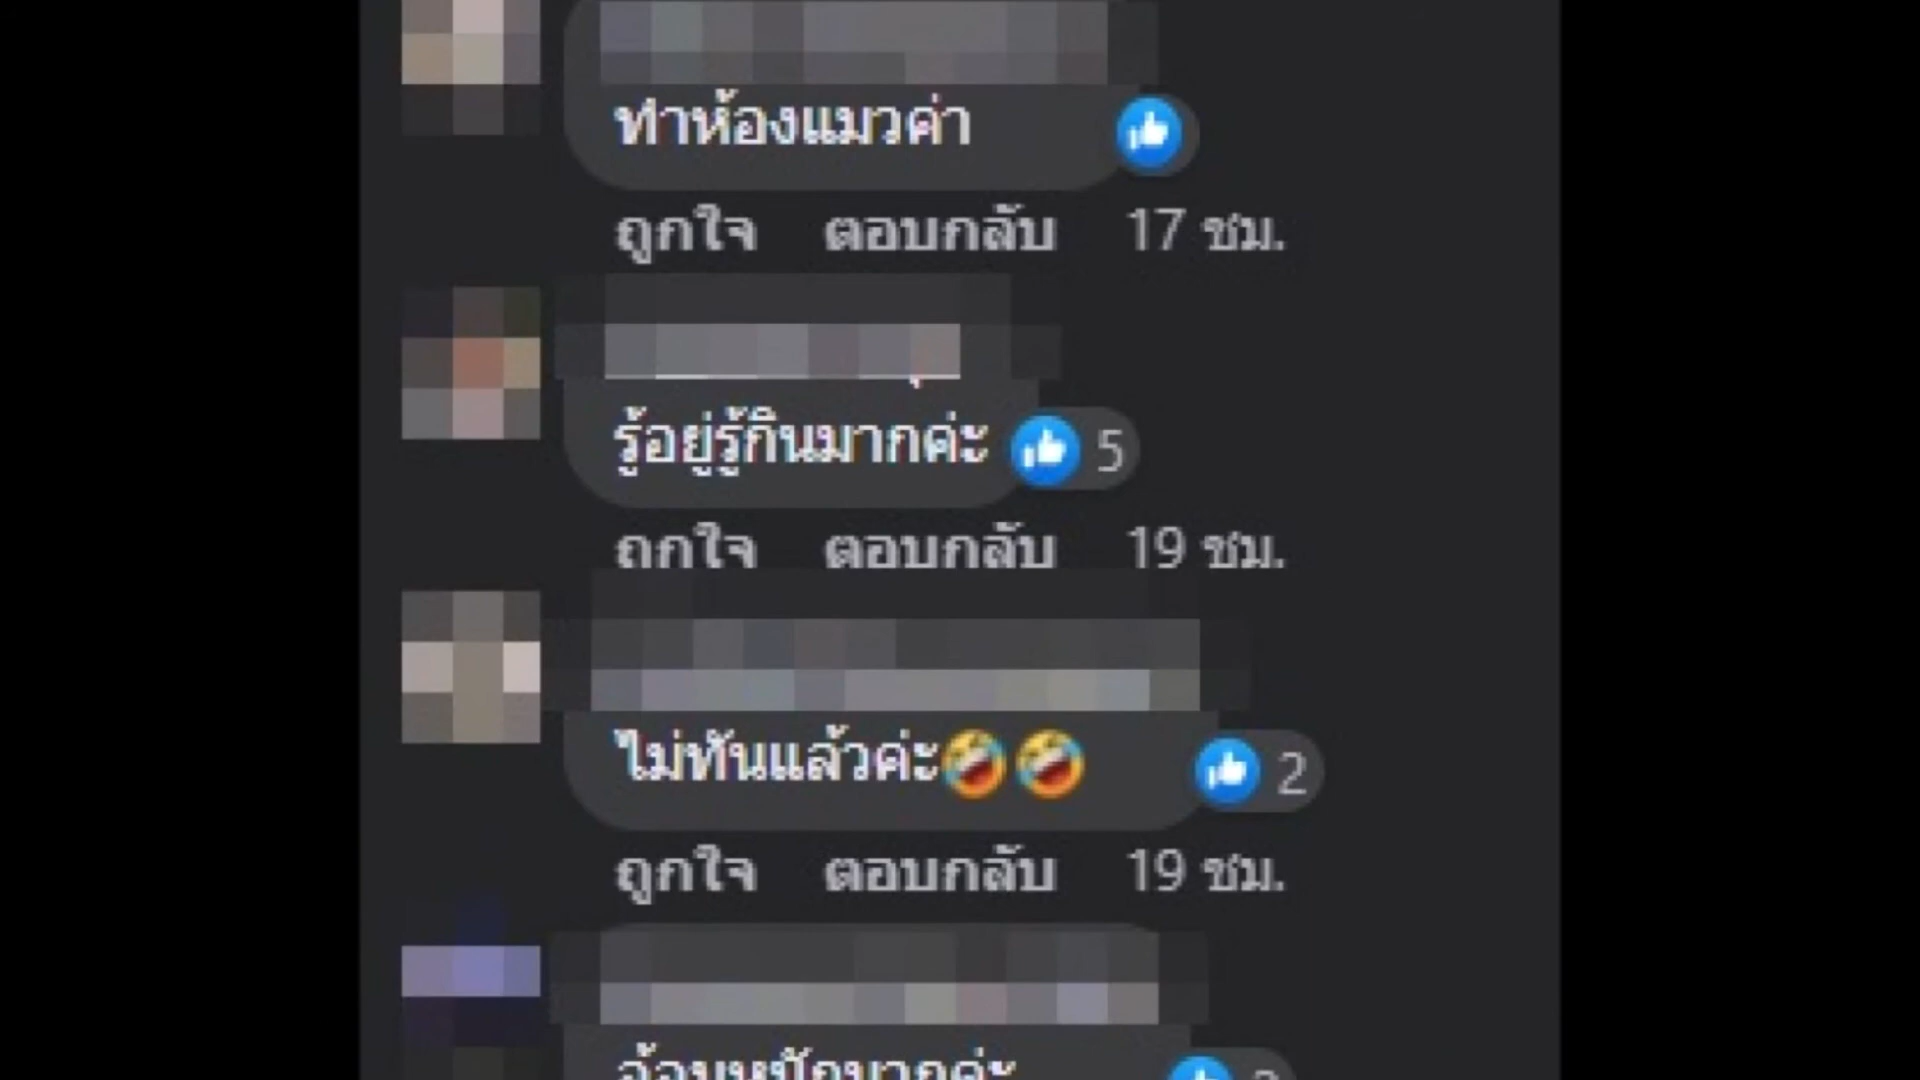 ทำห้องแมวค่า
ถูกใจ ตอบกลับ 17 ชม.
รู้อยู่รู้กินมากค่ะ 5
ถูกใจ ตอบกลับ 19 ชม.
ไม่ทันแล้วค่ะ🤣🤣 2
ถูกใจ ตอบกลับ 19 ชม.